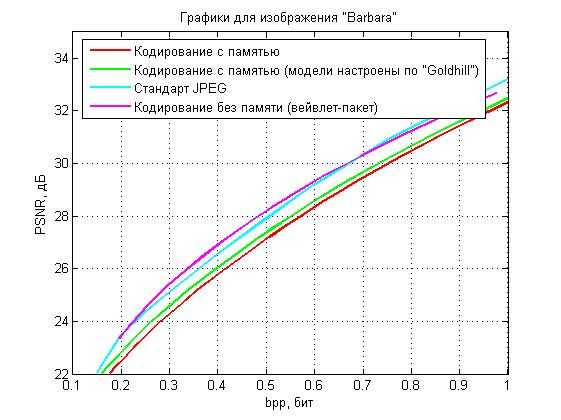 Графики для изображения "Barbara"
Кодирование с памятью
Кодирование с памятью (модели настроены по "Goldhill")
Стандарт JPEG
Кодирование без памяти (вейвлет-пакет)
PSNR, дБ
34
32
30
28
26
24
22
0.1 0.2 0.3 0.4 0.5 0.6 0.7 0.8 0.9 1
bpp, бит